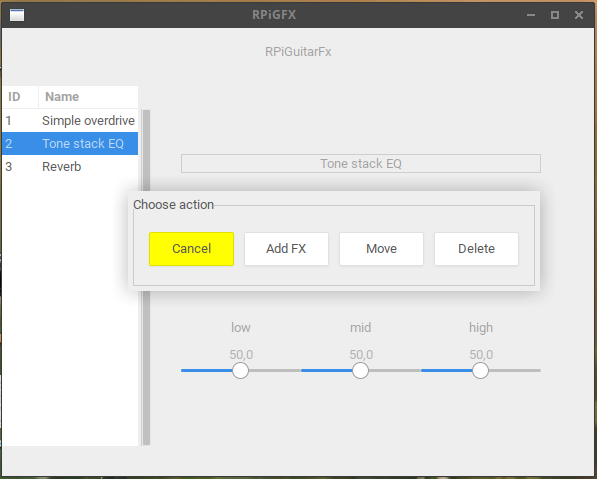 RPiGFX
RPiGuitarFx
ID Name
1 Simple overdrive
2 Tone stack EQ
3 Reverb
Tone stack EQ
Choose action
Cancel Add FX Move Delete
low mid high
50,0 50,0 50,0